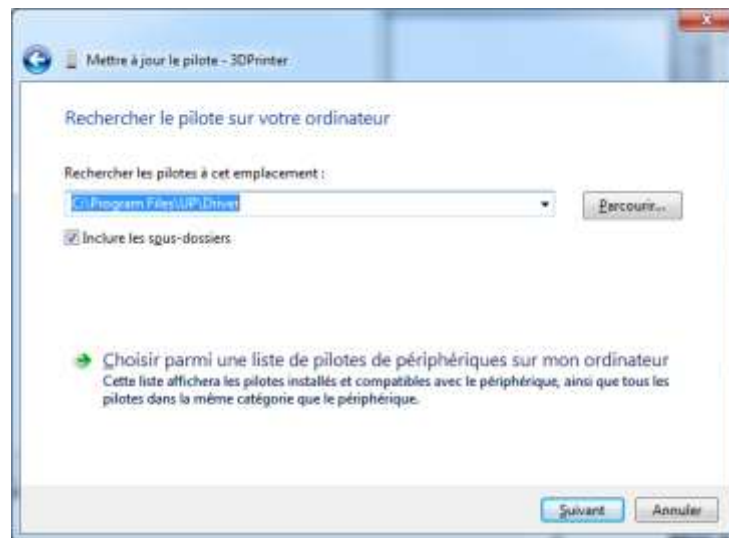 Mettre à jour le pilote - 3DPrinter
Rechercher le pilote sur votre ordinateur
Rechercher les pilotes à cet emplacement :
C:\Program Files\UP\Driver
Parcourir...
Inclure les sous-dossiers
Choisir parmi une liste de pilotes de périphériques sur mon ordinateur
Cette liste affichera les pilotes installés et compatibles avec le périphérique, ainsi que tous les
pilotes dans la même catégorie que le périphérique.
Suivant
Annuler